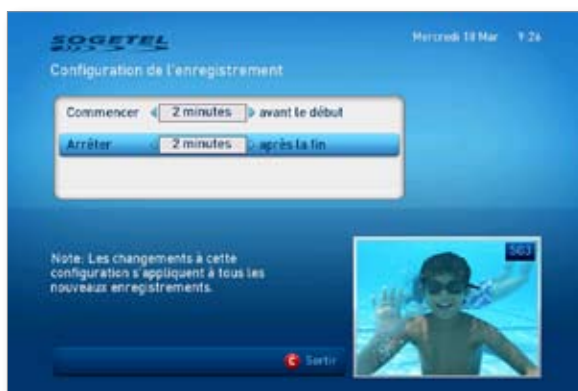 SOGETEL
Mercredi 18 Mar 9:26
Configuration de l'enregistrement
Commencer 2 minutes avant le début
Arrêter 2 minutes après la fin
Note: Les changements à cette
configuration s'appliquent à tous les
nouveaux enregistrements.
503
C Sortir